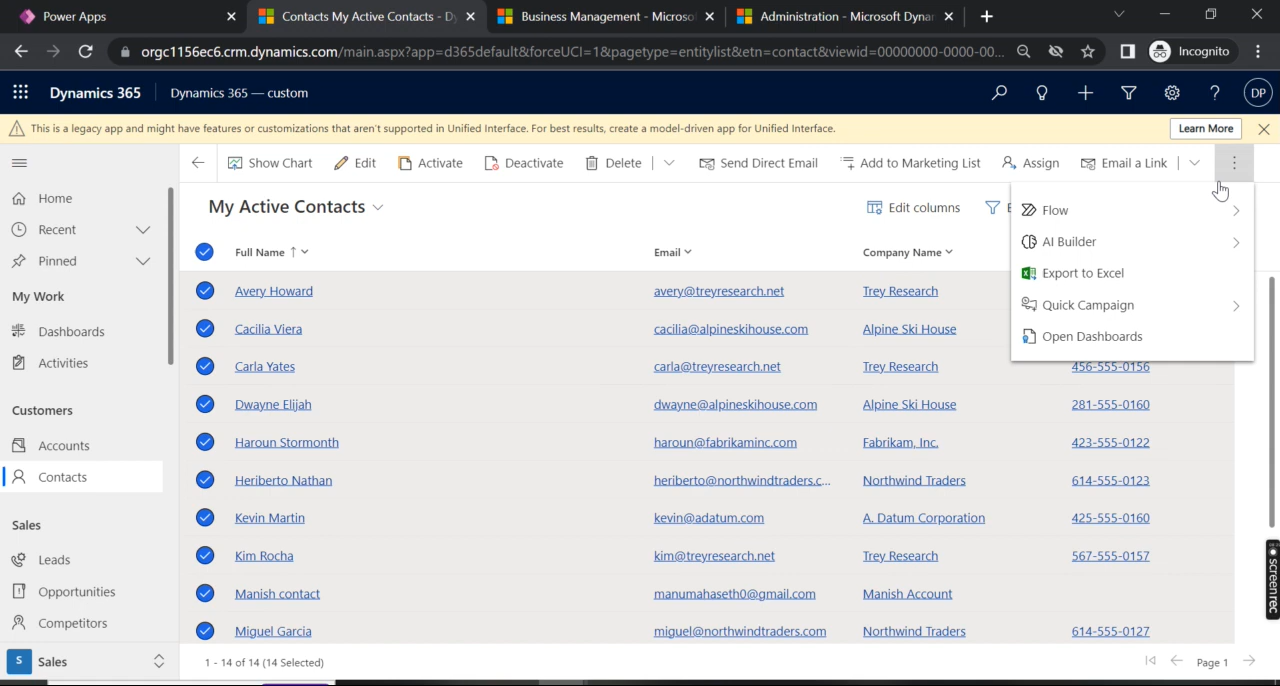 Power Apps
Contacts My Active Contacts - Dy
Business Management - Microso
Administration - Microsoft Dynar
orgc1156ec6.crm.dynamics.com/main.aspx?app=d365default&forceUCI=1&pagetype=entitylist&etn=contact&viewid=00000000-0000-00...
Incognito
Dynamics 365
Dynamics 365 — custom
DP
This is a legacy app and might have features or customizations that aren't supported in Unified Interface. For best results, create a model-driven app for Unified Interface.
Learn More
Show Chart
Edit
Activate
Deactivate
Delete
Send Direct Email
Add to Marketing List
Assign
Email a Link
Home
Recent
Pinned
My Work
Dashboards
Activities
Customers
Accounts
Contacts
Sales
Leads
Opportunities
Competitors
S Sales
My Active Contacts
Edit columns
E
Flow
AI Builder
Export to Excel
Quick Campaign
Open Dashboards
Full Name ↑ Email Company Name
Avery Howard avery@treyresearch.net Trey Research
Cacilia Viera cacilia@alpineskihouse.com Alpine Ski House
Carla Yates carla@treyresearch.net Trey Research 456-555-0156
Dwayne Elijah dwayne@alpineskihouse.com Alpine Ski House 281-555-0160
Haroun Stormonth haroun@fabrikaminc.com Fabrikam, Inc. 423-555-0122
Heriberto Nathan heriberto@northwindtraders.c... Northwind Traders 614-555-0123
Kevin Martin kevin@adatum.com A. Datum Corporation 425-555-0160
Kim Rocha kim@treyresearch.net Trey Research 567-555-0157
Manish contact manumahaseth0@gmail.com Manish Account
Miguel Garcia miguel@northwindtraders.com Northwind Traders 614-555-0127
1 - 14 of 14 (14 Selected)
Page 1
screenrec